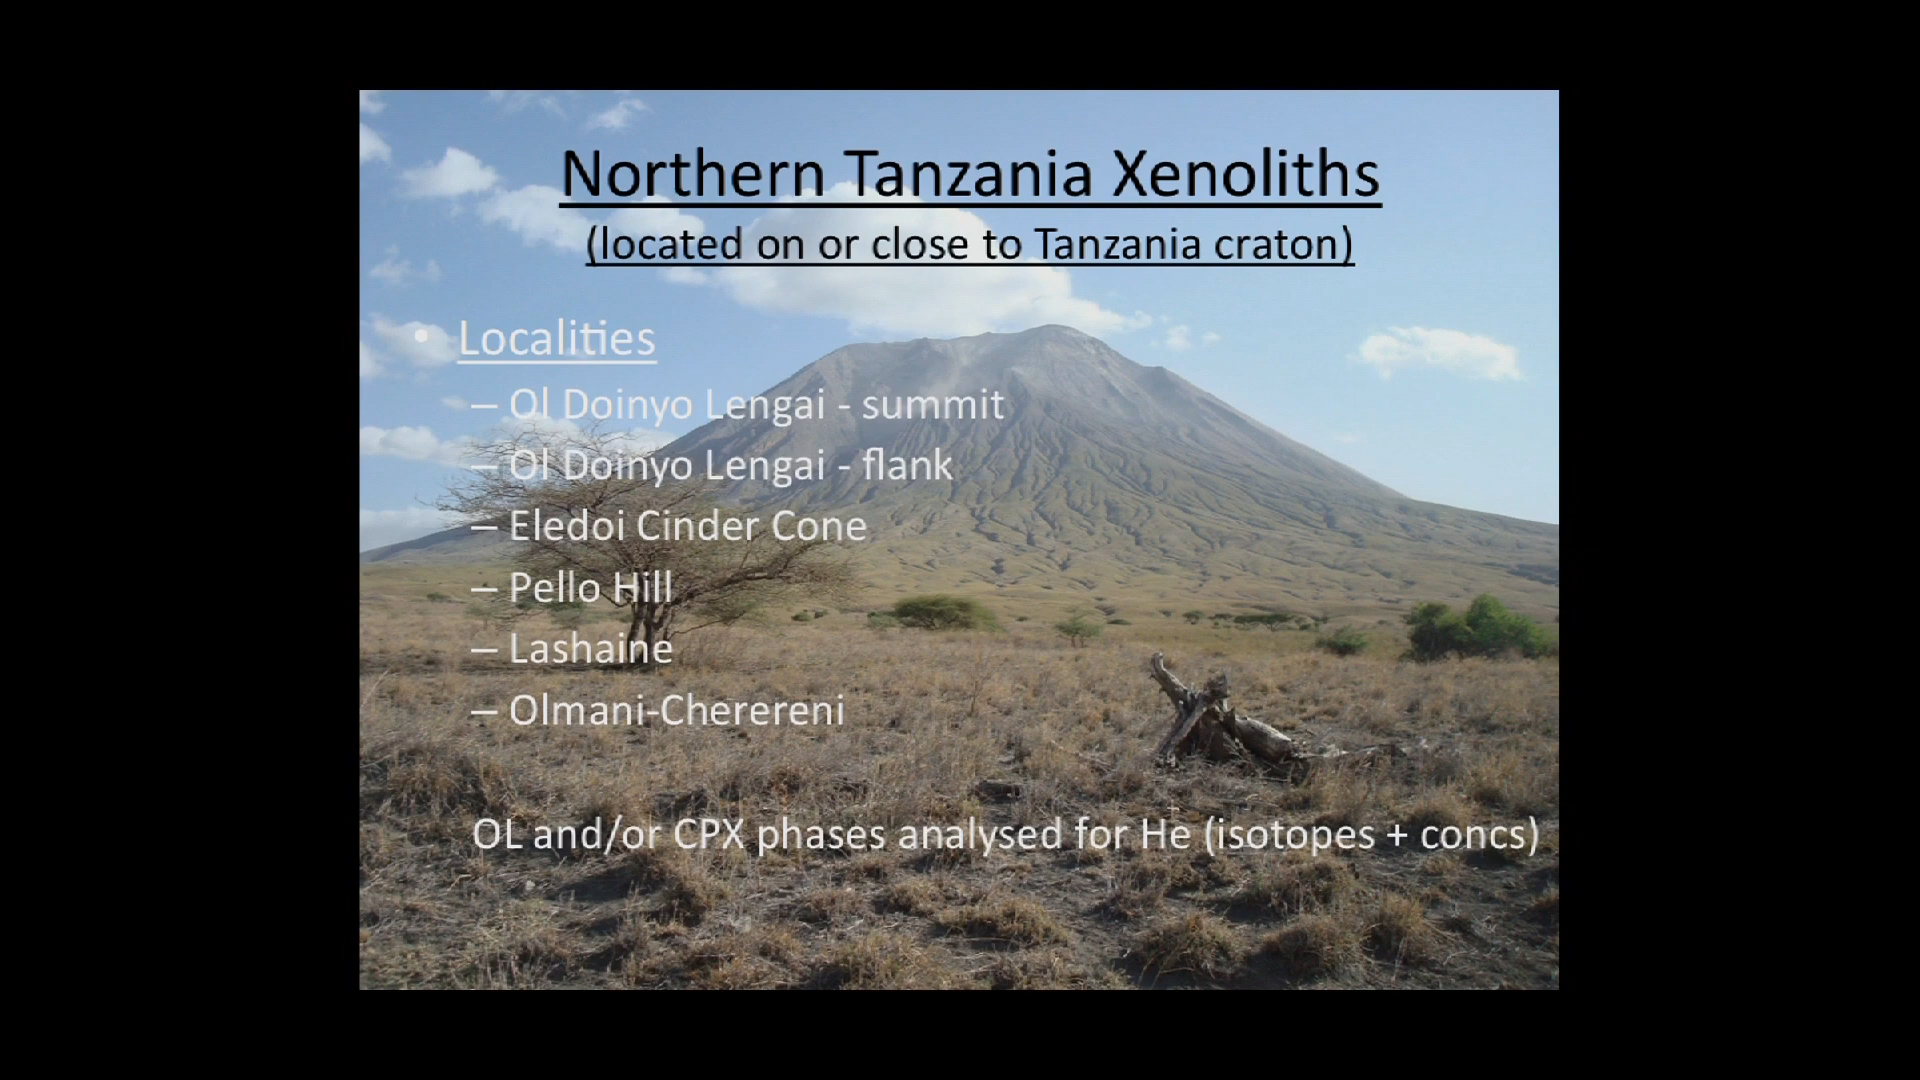 Northern Tanzania Xenoliths
(located on or close to Tanzania craton)
• Localities
– Ol Doinyo Lengai - summit
– Ol Doinyo Lengai - flank
– Eledoi Cinder Cone
– Pello Hill
– Lashaine
– Olmani-Cherereni
OL and/or CPX phases analysed for He (isotopes + concs)